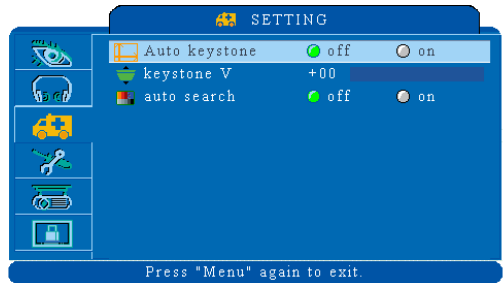 SETTING
Auto keystone off on
keystone V +00
auto search off on
Press "Menu" again to exit.